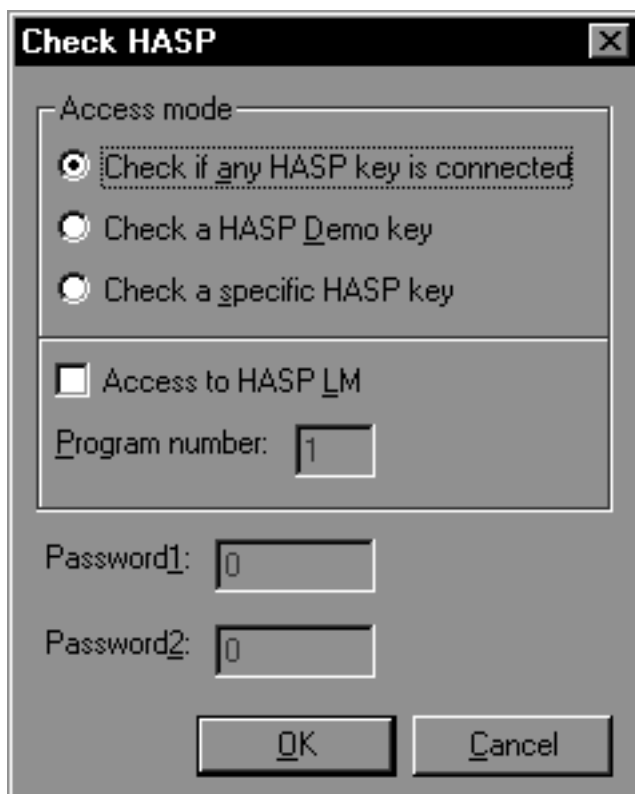 Check HASP
Access mode
Check if any HASP key is connected
Check a HASP Demo key
Check a specific HASP key
Access to HASP LM
Program number: 1
Password1: 0
Password2: 0
OK Cancel